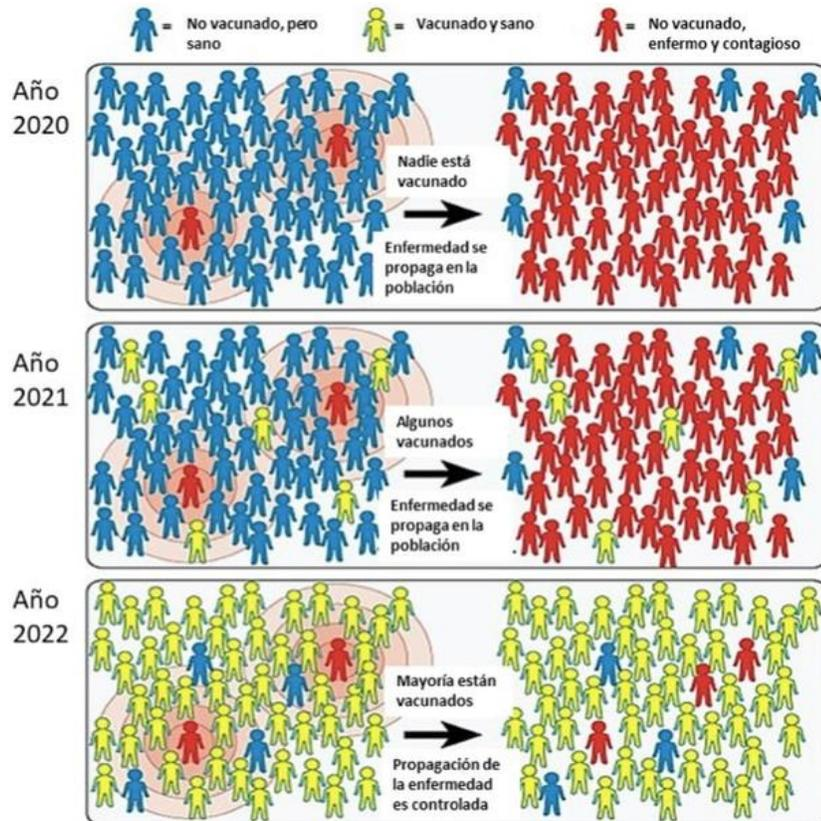 = No vacunado, pero
sano
= Vacunado y sano
= No vacunado,
enfermo y contagioso
Año
2020
Nadie está
vacunado
Enfermedad se
propaga en la
población
Año
2021
Algunos
vacunados
Enfermedad se
propaga en la
población
Año
2022
Mayoría están
vacunados
Propagación de
la enfermedad
es controlada